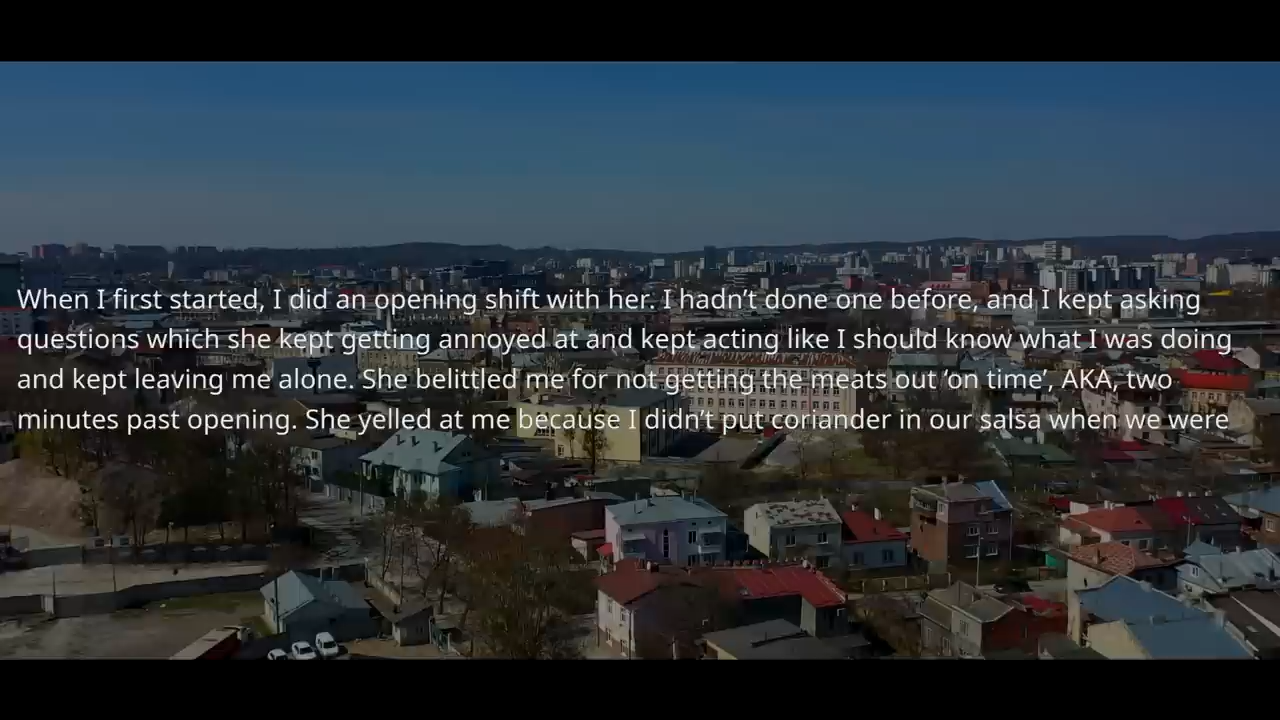 When I first started, I did an opening shift with her. I hadn’t done one before, and I kept asking
questions which she kept getting annoyed at and kept acting like I should know what I was doing
and kept leaving me alone. She belittled me for not getting the meats out ‘on time’, AKA, two
minutes past opening. She yelled at me because I didn’t put coriander in our salsa when we were